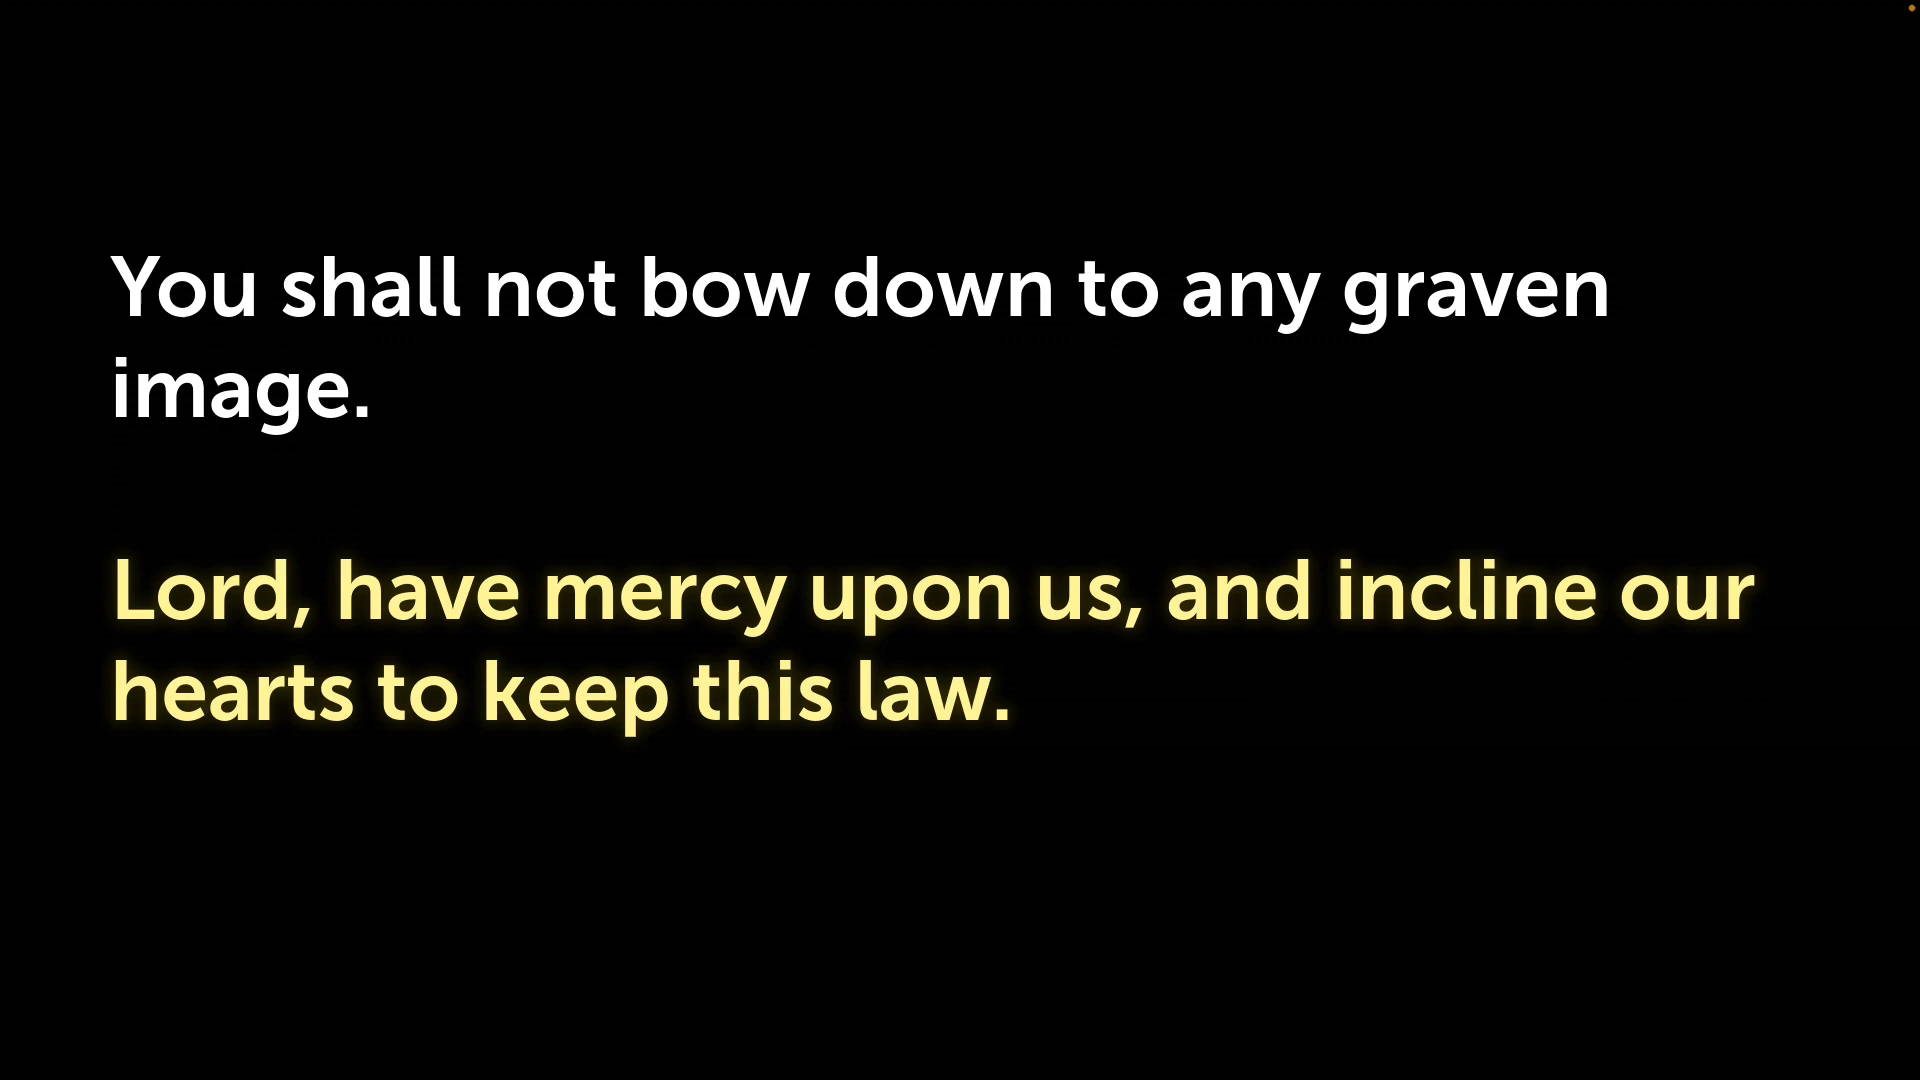 You shall not bow down to any graven
image.
Lord, have mercy upon us, and incline our
hearts to keep this law.